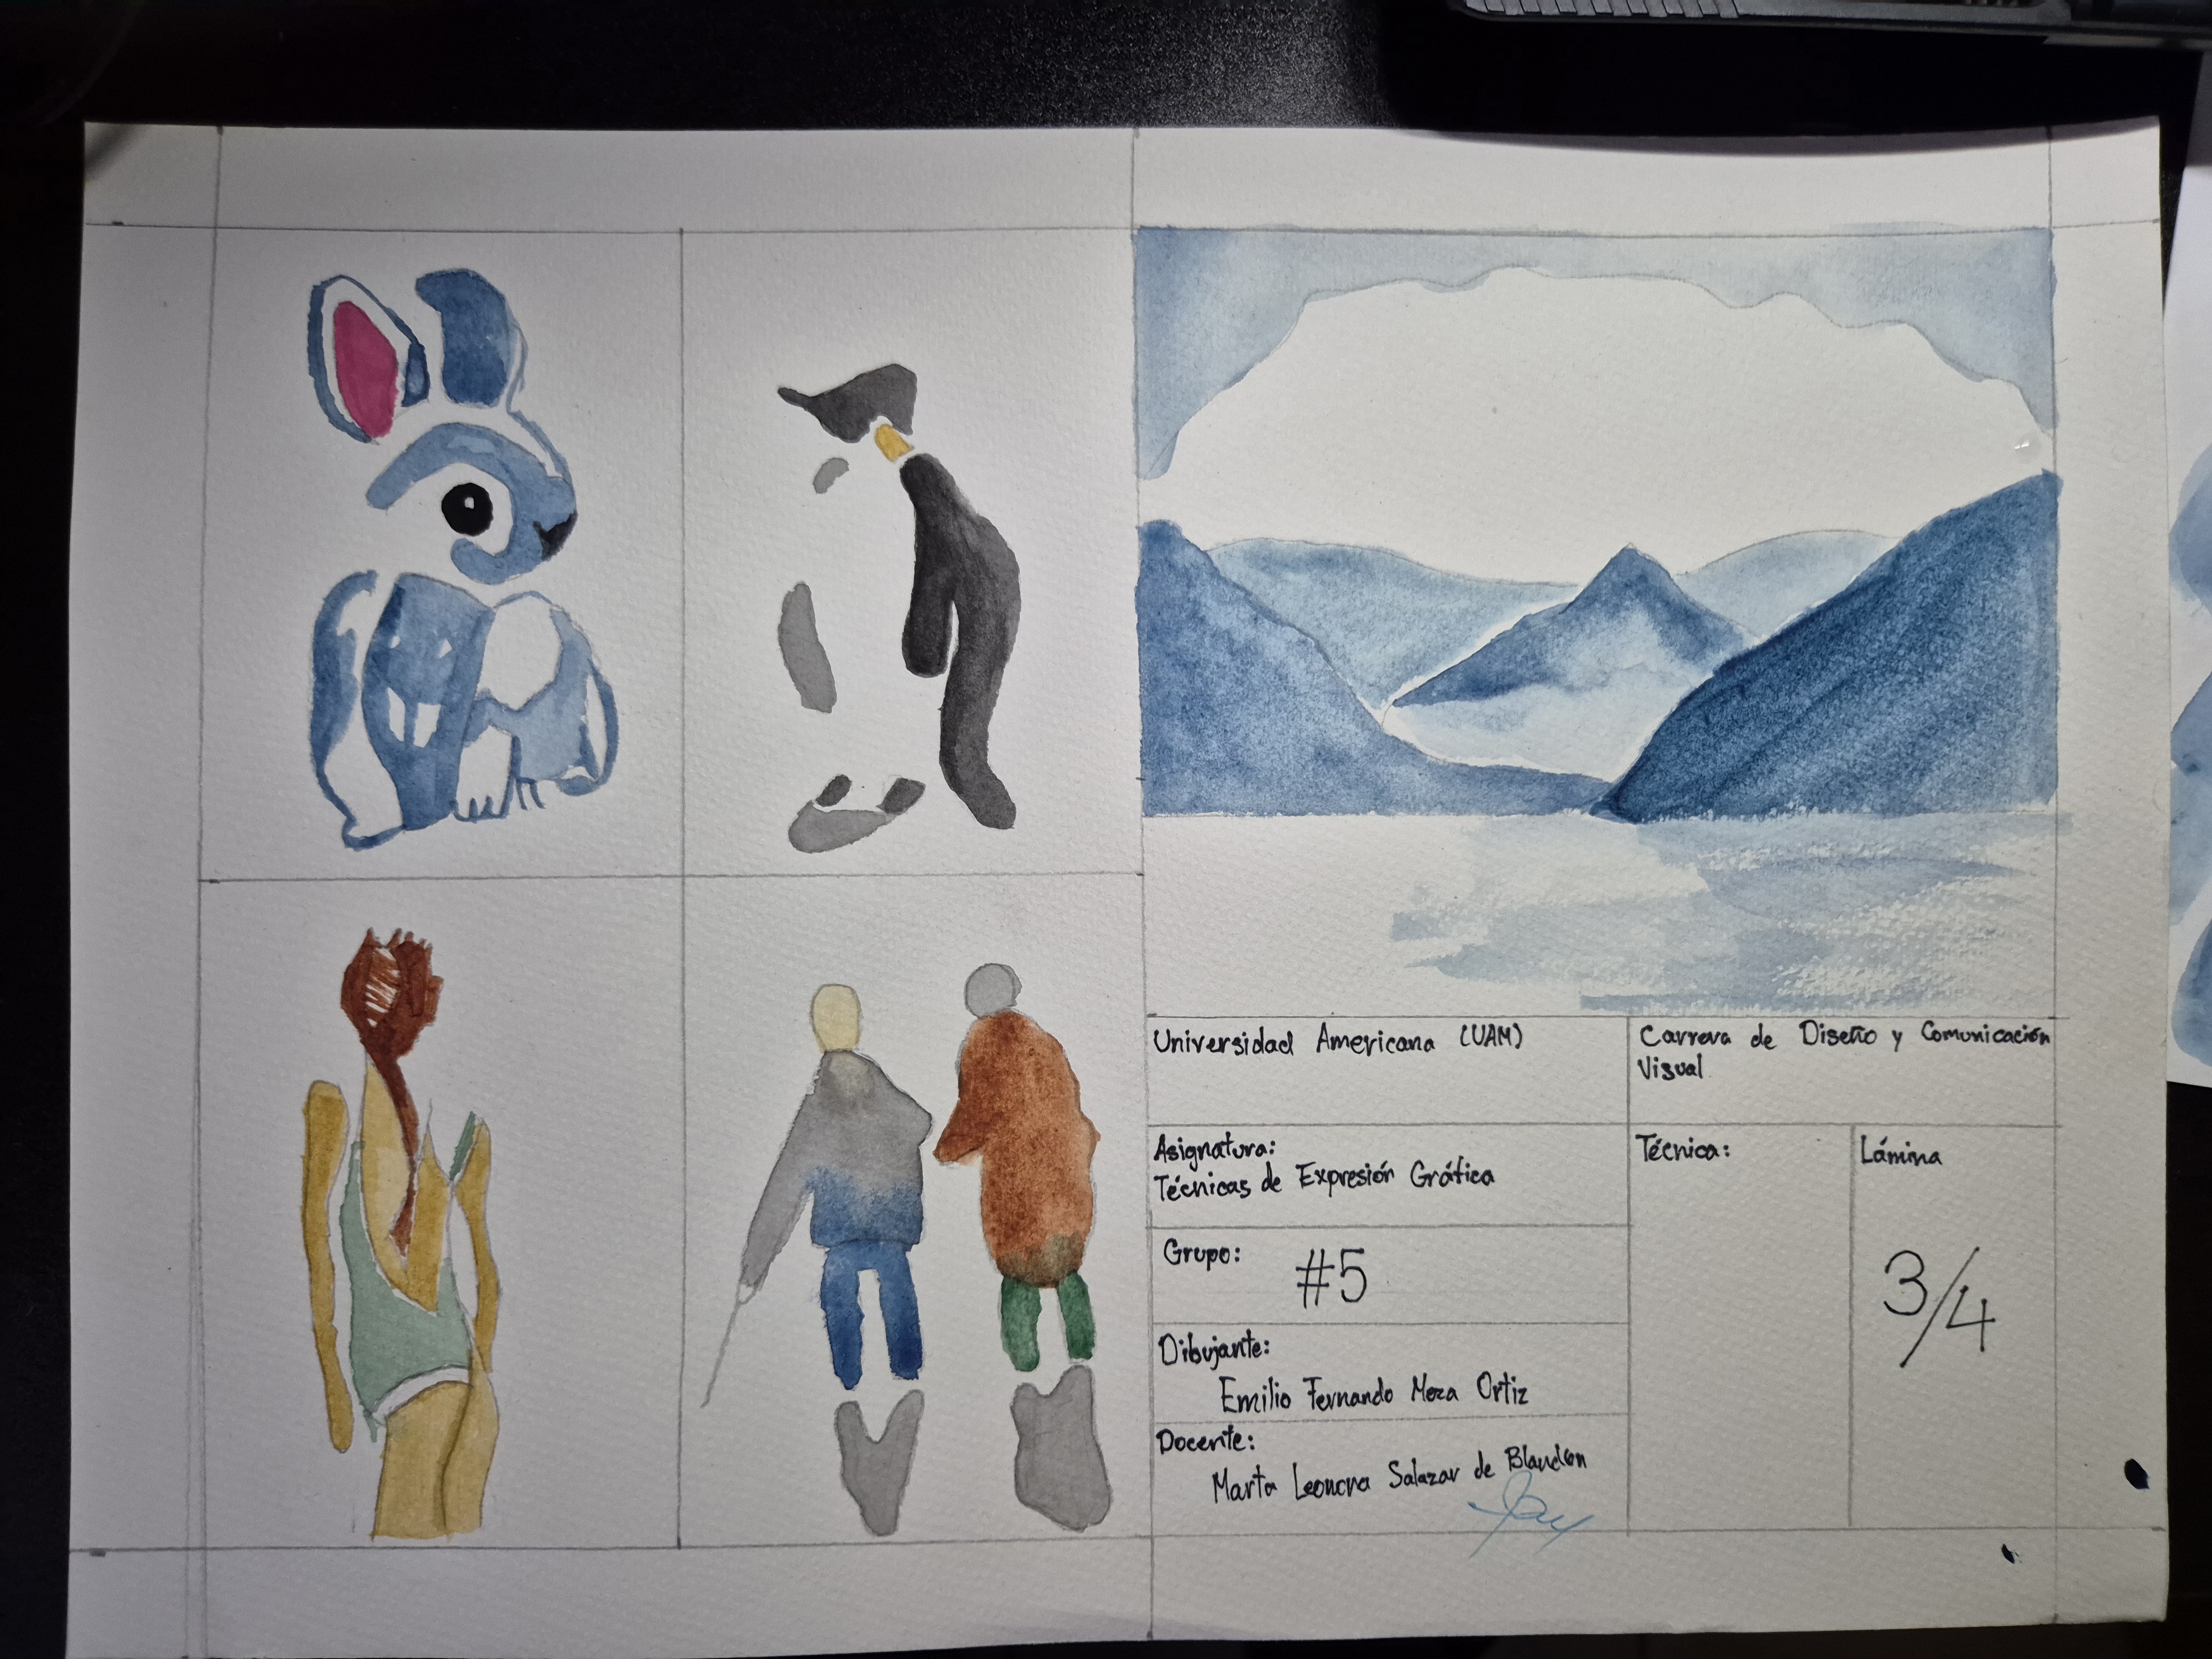 Universidad Americana (UAM)
Carrera de Diseño y Comunicación
Visual
Asignatura:
Técnicas de Expresión Gráfica
Técnica:
Lámina
3/4
Grupo: #5
Dibujante:
Emilio Fernando Meza Ortiz
Docente:
Marta Leonora Salazar de Blandón